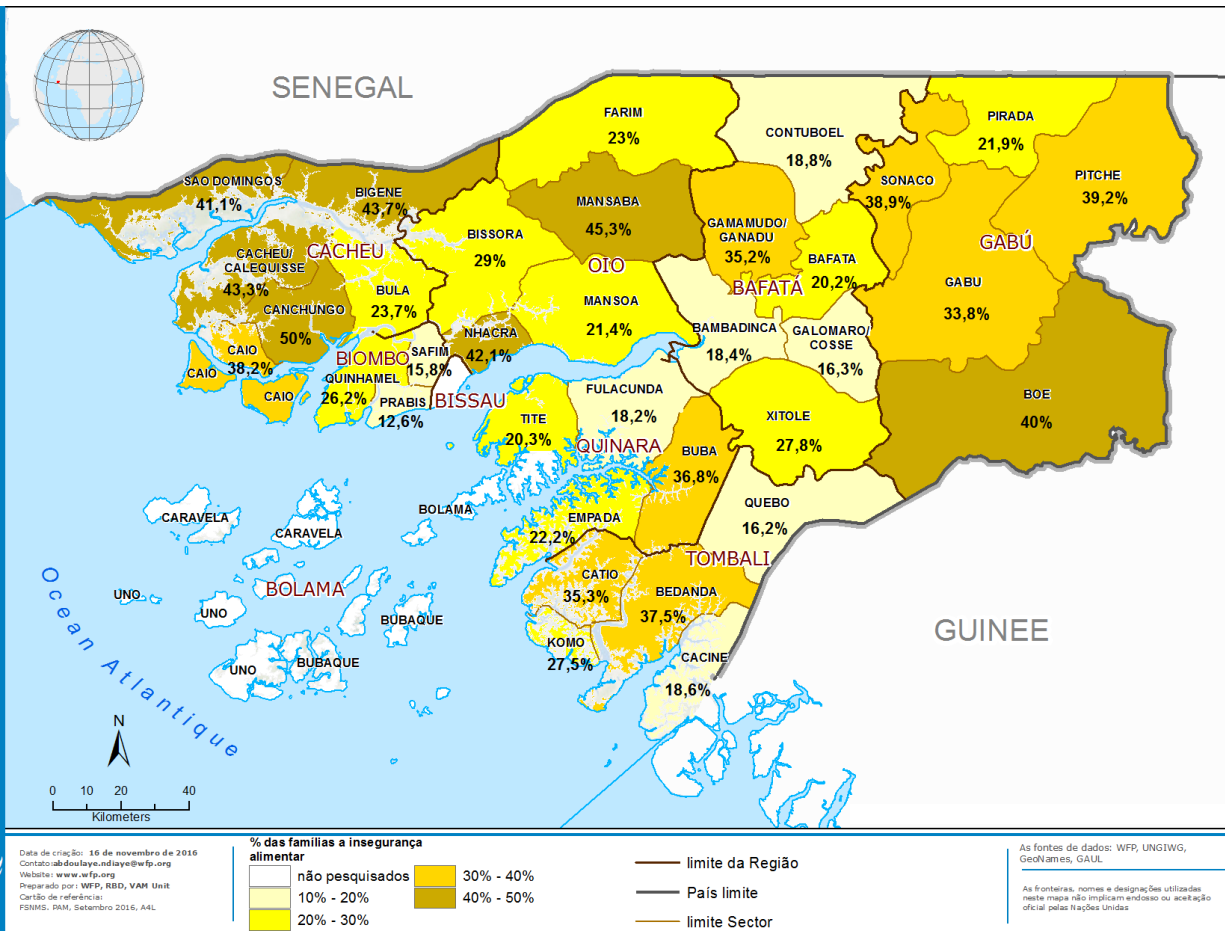 SENEGAL
FARIM
23%
CONTUBOEL
18,8%
PIRADA
21,9%
PITCHE
39,2%
SONACO
38,9%
SAO DOMINGOS
41,1%
BIGENE
43,7%
MANSABA
45,3%
GAMAMUDO/
GANADU
35,2%
BISSORA
29%
CACHEU
CACHEU/
CALEQUISSE
43,3%
OIO
GABÚ
BAFATA
20,2%
BAFATÁ
BULA
23,7%
MANSOA
21,4%
GABU
33,8%
CANCHUNGO
50%
NHACRA
42,1%
BAMBADINCA
18,4%
GALOMARO/
COSSE
16,3%
CAIO
38,2%
CAIO
CAIO
BIOMBO
SAFIM
15,8%
QUINHAMEL
26,2%
PRABIS
12,6%
BISSAU
FULACUNDA
18,2%
BOE
40%
TITE
20,3%
XITOLE
27,8%
QUINARA
BUBA
36,8%
QUEBO
16,2%
BOLAMA
CARAVELA
CARAVELA
EMPADA
22,2%
TOMBALI
CATIO
35,3%
BEDANDA
37,5%
BOLAMA
UNO
UNO
UNO
BUBAQUE
BUBAQUE
KOMO
27,5%
CACINE
18,6%
GUINEE
Ocean Atlantique
N
0 10 20 40
Kilometers
Data de criação: 16 de novembro de 2016
Contato:abdoulaye.ndiaye@wfp.org
Website: www.wfp.org
Preparado por: WFP, RBD, VAM Unit
Cartão de referência:
FSNMS. PAM, Setembro 2016, A4L
% das famílias a insegurança
alimentar
não pesquisados
10% - 20%
20% - 30%
30% - 40%
40% - 50%
limite da Região
País limite
limite Sector
As fontes de dados: WFP, UNGIWG,
GeoNames, GAUL
As fronteiras, nomes e designações utilizadas
neste mapa não implicam endosso ou aceitação
oficial pelas Nações Unidas